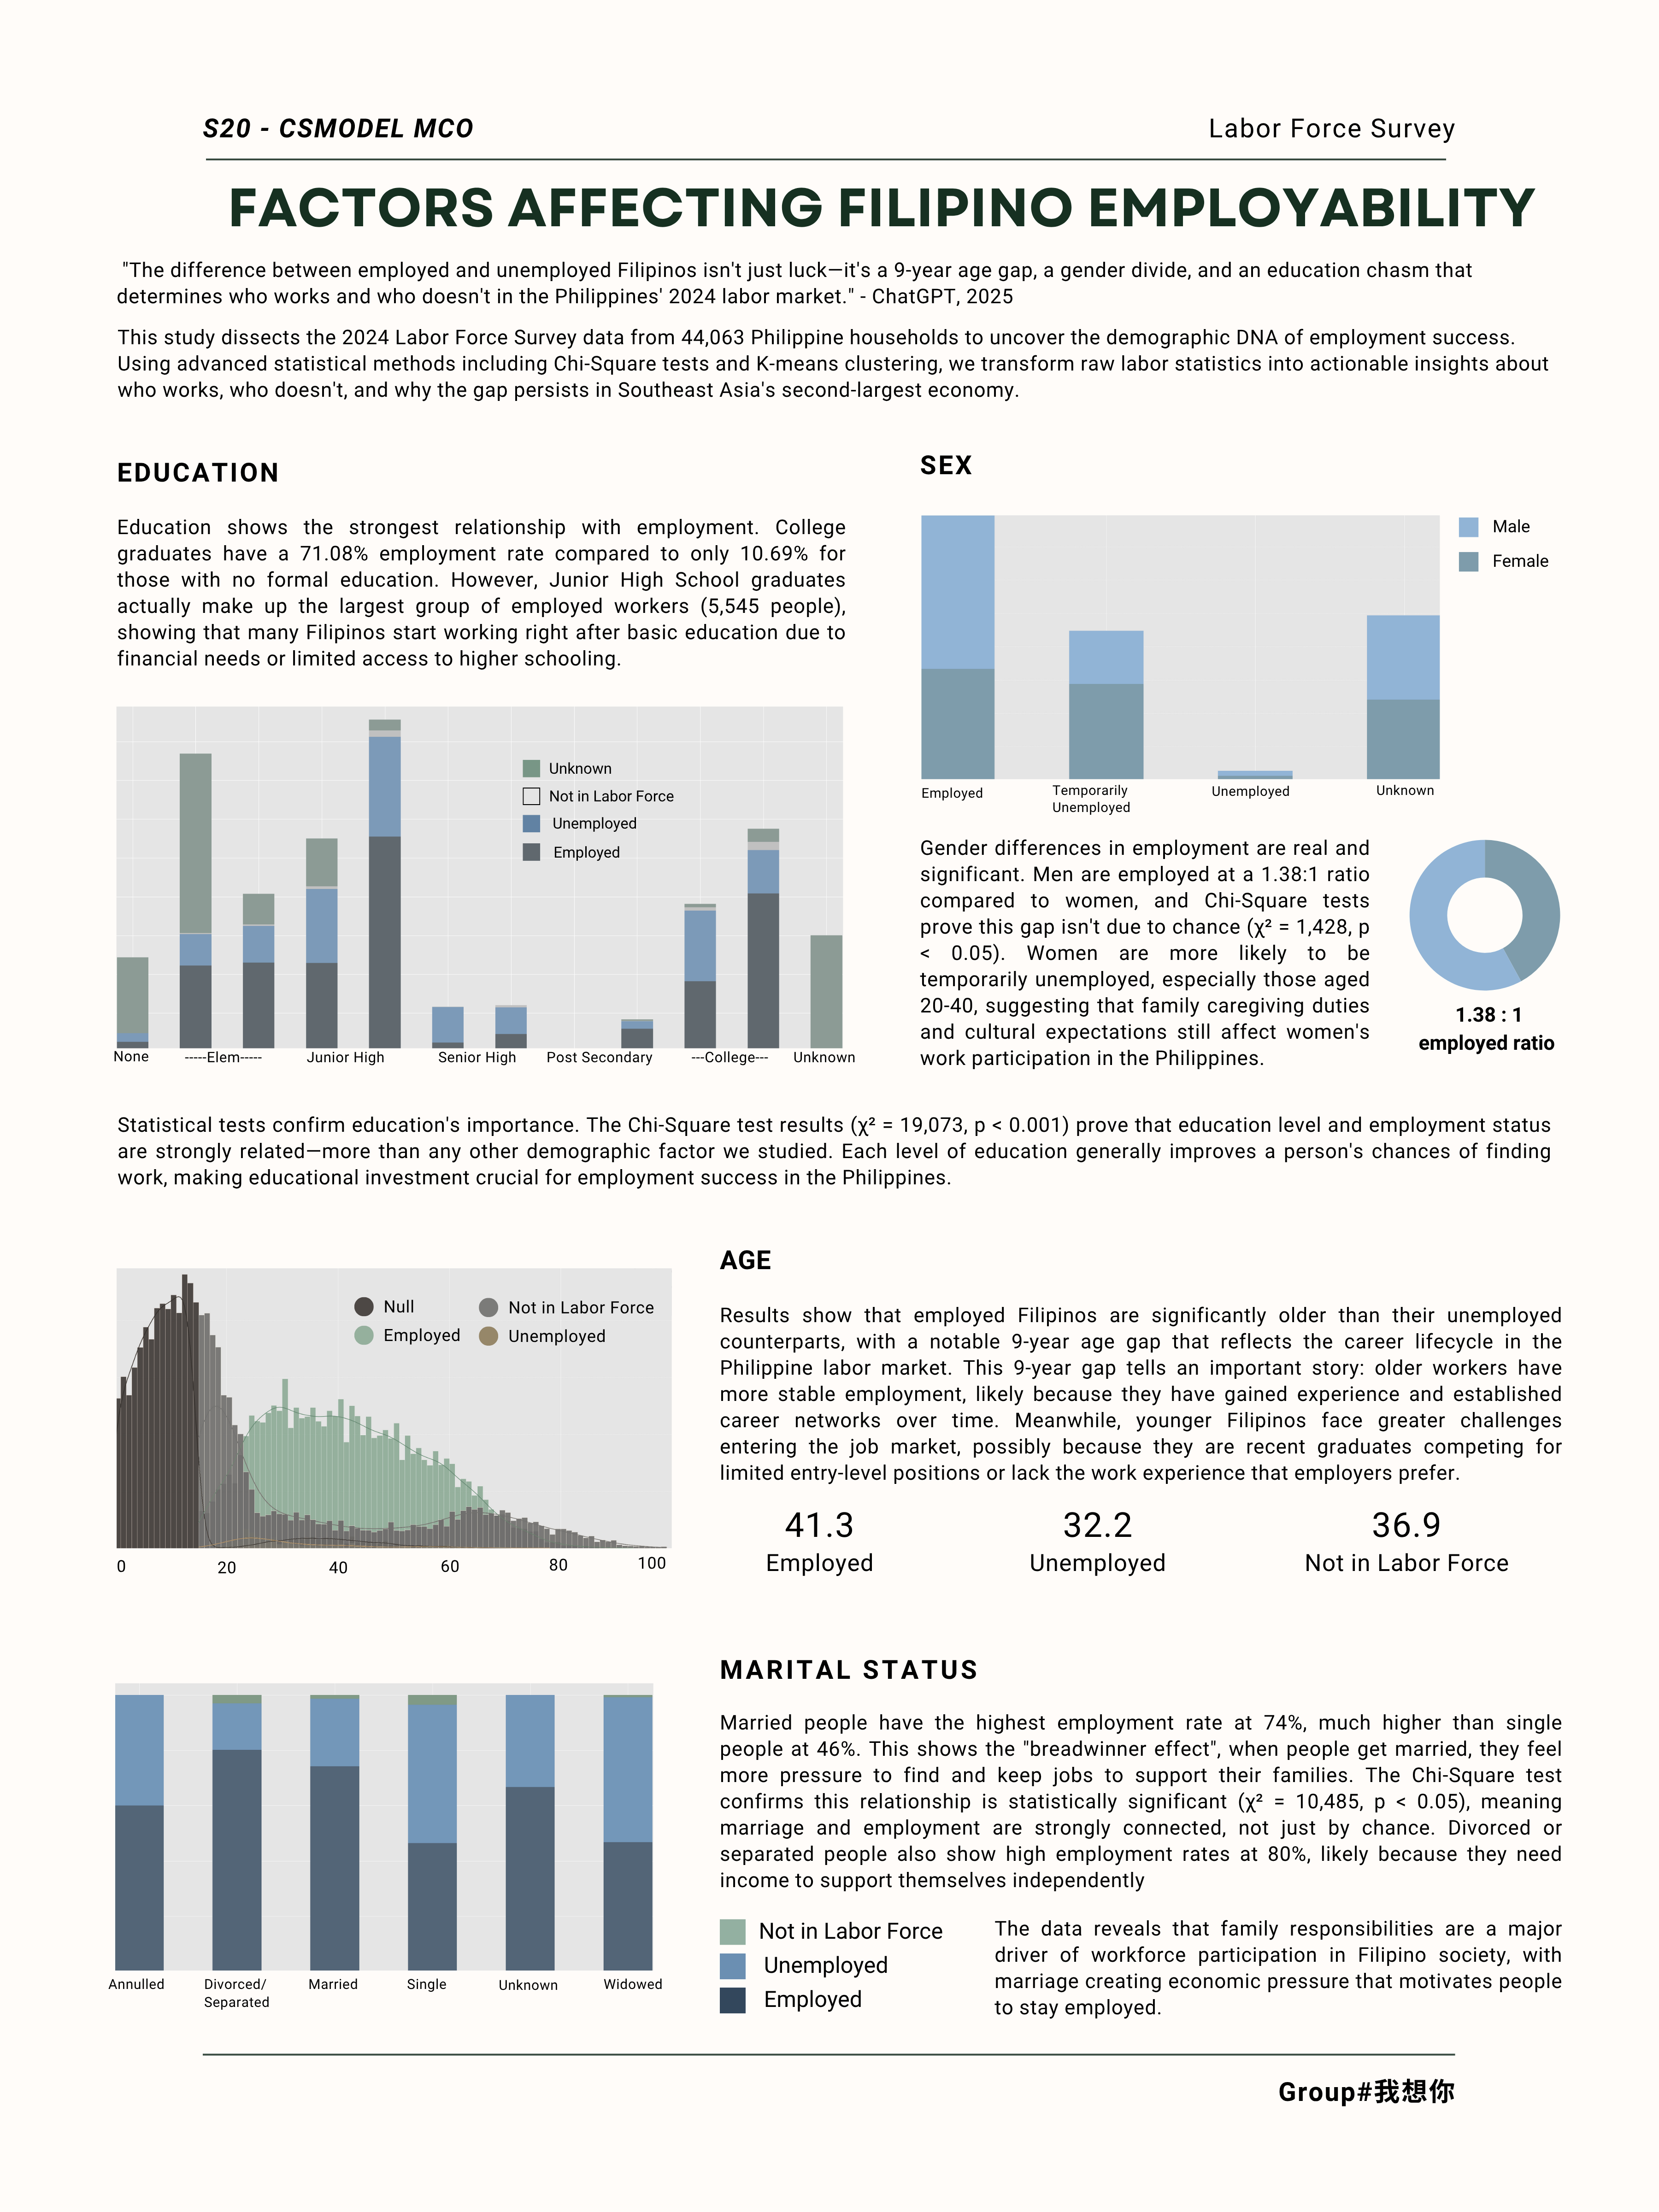 S20 - CSMODEL MCO
Labor Force Survey
FACTORS AFFECTING FILIPINO EMPLOYABILITY
"The difference between employed and unemployed Filipinos isn't just luck—it's a 9-year age gap, a gender divide, and an education chasm that
determines who works and who doesn't in the Philippines' 2024 labor market." - ChatGPT, 2025
This study dissects the 2024 Labor Force Survey data from 44,063 Philippine households to uncover the demographic DNA of employment success.
Using advanced statistical methods including Chi-Square tests and K-means clustering, we transform raw labor statistics into actionable insights about
who works, who doesn't, and why the gap persists in Southeast Asia's second-largest economy.
EDUCATION
Education shows the strongest relationship with employment. College
graduates have a 71.08% employment rate compared to only 10.69% for
those with no formal education. However, Junior High School graduates
actually make up the largest group of employed workers (5,545 people),
showing that many Filipinos start working right after basic education due to
financial needs or limited access to higher schooling.
Unknown
Not in Labor Force
Unemployed
Employed
None
-----Elem-----
Junior High
Senior High
Post Secondary
---College---
Unknown
SEX
Male
Female
Employed
Temporarily
Unemployed
Unemployed
Unknown
Gender differences in employment are real and
significant. Men are employed at a 1.38:1 ratio
compared to women, and Chi-Square tests
prove this gap isn't due to chance (χ² = 1,428, p
< 0.05). Women are more likely to be
temporarily unemployed, especially those aged
20-40, suggesting that family caregiving duties
and cultural expectations still affect women's
work participation in the Philippines.
1.38 : 1
employed ratio
Statistical tests confirm education's importance. The Chi-Square test results (χ² = 19,073, p < 0.001) prove that education level and employment status
are strongly related—more than any other demographic factor we studied. Each level of education generally improves a person's chances of finding
work, making educational investment crucial for employment success in the Philippines.
Null
Not in Labor Force
Employed
Unemployed
0
20
40
60
80
100
AGE
Results show that employed Filipinos are significantly older than their unemployed
counterparts, with a notable 9-year age gap that reflects the career lifecycle in the
Philippine labor market. This 9-year gap tells an important story: older workers have
more stable employment, likely because they have gained experience and established
career networks over time. Meanwhile, younger Filipinos face greater challenges
entering the job market, possibly because they are recent graduates competing for
limited entry-level positions or lack the work experience that employers prefer.
41.3
Employed
32.2
Unemployed
36.9
Not in Labor Force
Annulled
Divorced/
Separated
Married
Single
Unknown
Widowed
MARITAL STATUS
Married people have the highest employment rate at 74%, much higher than single
people at 46%. This shows the "breadwinner effect", when people get married, they feel
more pressure to find and keep jobs to support their families. The Chi-Square test
confirms this relationship is statistically significant (χ² = 10,485, p < 0.05), meaning
marriage and employment are strongly connected, not just by chance. Divorced or
separated people also show high employment rates at 80%, likely because they need
income to support themselves independently
Not in Labor Force
Unemployed
Employed
The data reveals that family responsibilities are a major
driver of workforce participation in Filipino society, with
marriage creating economic pressure that motivates people
to stay employed.
Group#我想你